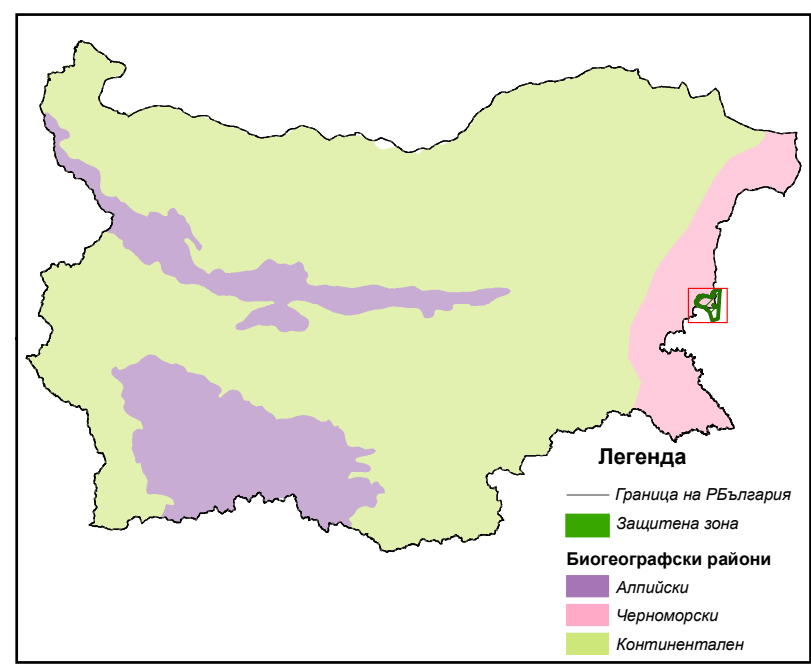 Легенда
Граница на РБългария
Защитена зона
Биогеографски райони
Алпийски
Черноморски
Континентален